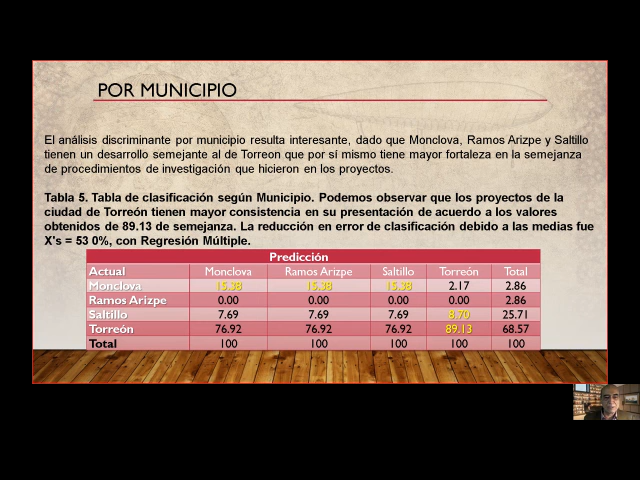 POR MUNICIPIO
El análisis discriminante por municipio resulta interesante, dado que Monclova, Ramos Arizpe y Saltillo
tienen un desarrollo semejante al de Torreon que por sí mismo tiene mayor fortaleza en la semejanza
de procedimientos de investigación que hicieron en los proyectos.
Tabla 5. Tabla de clasificación según Municipio. Podemos observar que los proyectos de la
ciudad de Torreón tienen mayor consistencia en su presentación de acuerdo a los valores
obtenidos de 89.13 de semejanza. La reducción en error de clasificación debido a las medias fue
X's = 53 0%, con Regresión Múltiple.
Predicción
Actual Monclova Ramos Arizpe Saltillo Torreón Total
Monclova 15.38 15.38 15.38 2.17 2.86
Ramos Arizpe 0.00 0.00 0.00 0.00 2.86
Saltillo 7.69 7.69 7.69 8.70 25.71
Torreón 76.92 76.92 76.92 89.13 68.57
Total 100 100 100 100 100